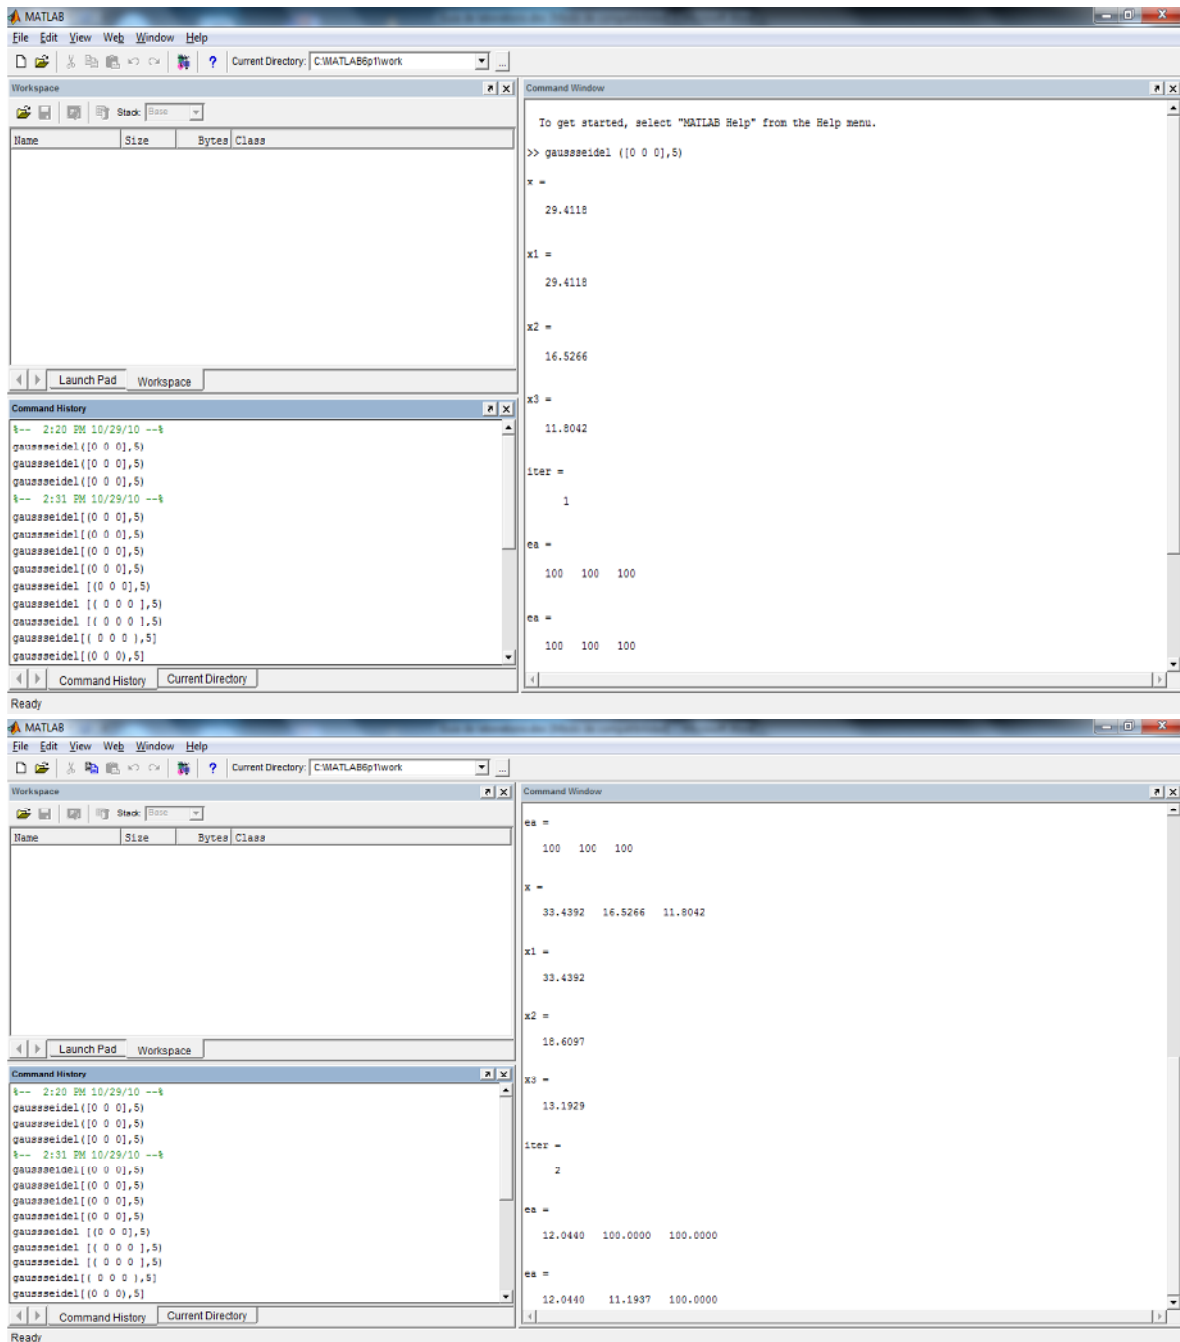 MATLAB
File Edit View Web Window Help
Current Directory: C:\MATLAB6p1\work
Workspace
Stack: Base
Name Size Bytes Class
Launch Pad Workspace
Command History
%-- 2:20 PM 10/29/10 --%
gaussseidel([0 0 0],5)
gaussseidel([0 0 0],5)
gaussseidel([0 0 0],5)
%-- 2:31 PM 10/29/10 --%
gaussseidel[(0 0 0],5)
gaussseidel[(0 0 0],5)
gaussseidel[(0 0 0],5)
gaussseidel[(0 0 0],5)
gaussseidel [(0 0 0],5)
gaussseidel [( 0 0 0 ],5)
gaussseidel [( 0 0 0 ],5)
gaussseidel[( 0 0 0 ),5]
gaussseidel[(0 0 0),5]
Command History Current Directory
Command Window
To get started, select "MATLAB Help" from the Help menu.
>> gaussseidel ([0 0 0],5)
x =
29.4118
x1 =
29.4118
x2 =
16.5266
x3 =
11.8042
iter =
1
ea =
100 100 100
ea =
100 100 100
Ready
MATLAB
File Edit View Web Window Help
Current Directory: C:\MATLAB6p1\work
Workspace
Stack: Base
Name Size Bytes Class
Launch Pad Workspace
Command History
%-- 2:20 PM 10/29/10 --%
gaussseidel([0 0 0],5)
gaussseidel([0 0 0],5)
gaussseidel([0 0 0],5)
%-- 2:31 PM 10/29/10 --%
gaussseidel[(0 0 0],5)
gaussseidel[(0 0 0],5)
gaussseidel[(0 0 0],5)
gaussseidel[(0 0 0],5)
gaussseidel [(0 0 0],5)
gaussseidel [( 0 0 0 ],5)
gaussseidel [( 0 0 0 ],5)
gaussseidel[( 0 0 0 ),5]
gaussseidel[(0 0 0),5]
Command History Current Directory
Command Window
ea =
100 100 100
x =
33.4392 16.5266 11.8042
x1 =
33.4392
x2 =
18.6097
x3 =
13.1929
iter =
2
ea =
12.0440 100.0000 100.0000
ea =
12.0440 11.1937 100.0000
Ready